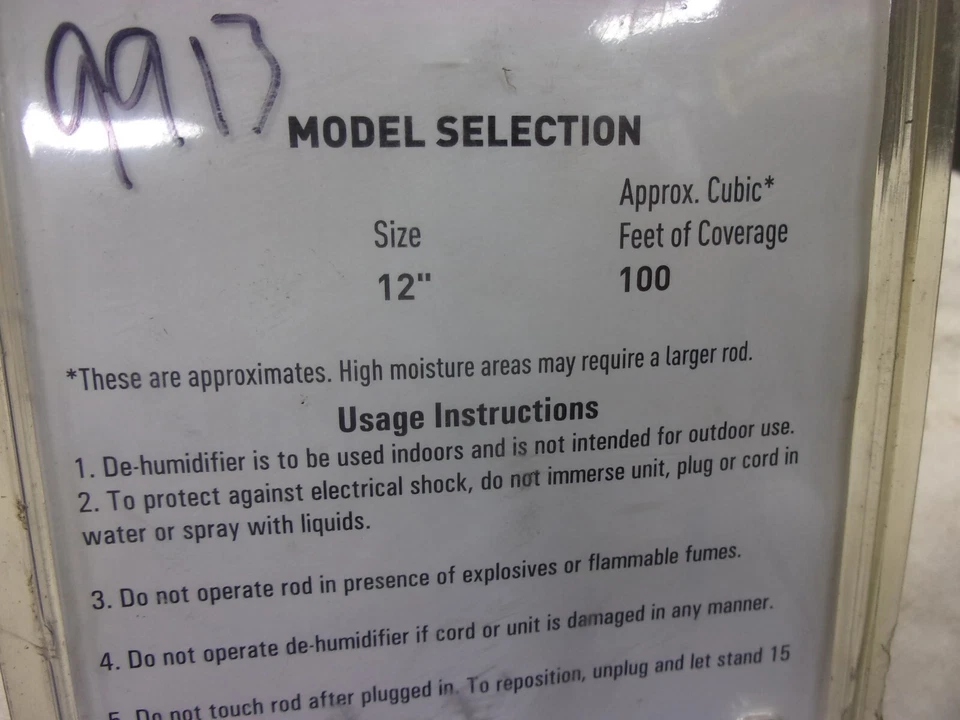 9913
MODEL SELECTION
Approx. Cubic*
Size Feet of Coverage
12" 100
*These are approximates. High moisture areas may require a larger rod.
Usage Instructions
1. De-humidifier is to be used indoors and is not intended for outdoor use.
2. To protect against electrical shock, do not immerse unit, plug or cord in
water or spray with liquids.
3. Do not operate rod in presence of explosives or flammable fumes.
4. Do not operate de-humidifier if cord or unit is damaged in any manner.
5. Do not touch rod after plugged in. To reposition, unplug and let stand 15